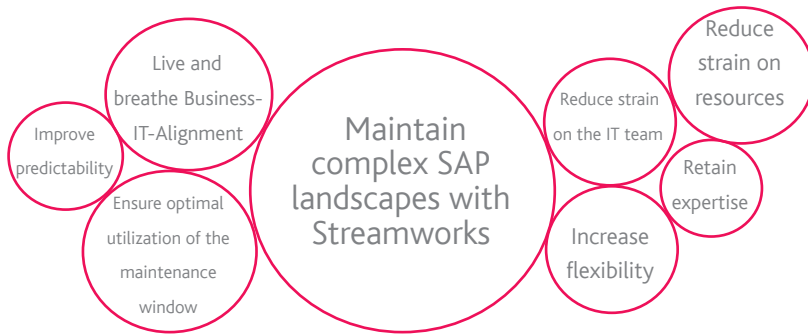 Live and
breathe Business-
IT-Alignment
Improve
predictability
Ensure optimal
utilization of the
maintenance
window
Maintain
complex SAP
landscapes with
Streamworks
Reduce strain
on the IT team
Reduce
strain on
resources
Retain
expertise
Increase
flexibility